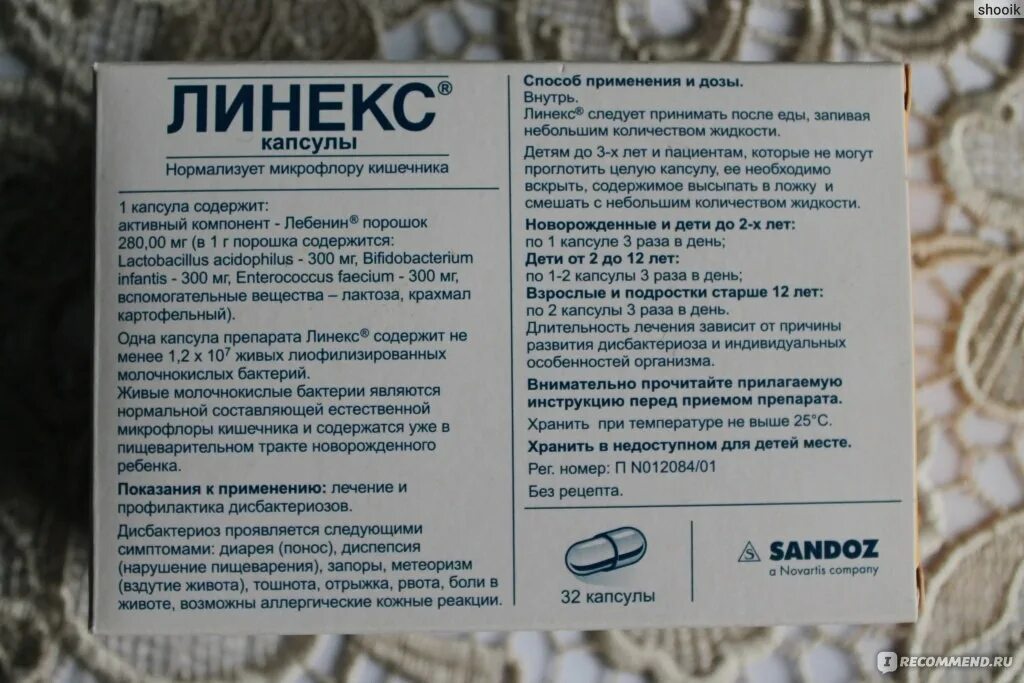 shooik
ЛИНЕКС®
капсулы
Нормализует микрофлору кишечника
1 капсула содержит:
активный компонент - Лебенин® порошок
280,00 мг (в 1 г порошка содержится:
Lactobacillus acidophilus - 300 мг, Bifidobacterium
infantis - 300 мг, Enterococcus faecium - 300 мг,
вспомогательные вещества – лактоза, крахмал
картофельный).
Одна капсула препарата Линекс® содержит не
менее 1,2 x 10⁷ живых лиофилизированных
молочнокислых бактерий.
Живые молочнокислые бактерии являются
нормальной составляющей естественной
микрофлоры кишечника и содержатся уже в
пищеварительном тракте новорожденного
ребенка.
Показания к применению: лечение и
профилактика дисбактериозов.
Дисбактериоз проявляется следующими
симптомами: диарея (понос), диспепсия
(нарушение пищеварения), запоры, метеоризм
(вздутие живота), тошнота, отрыжка, рвота, боли в
животе, возможны аллергические кожные реакции.
Способ применения и дозы.
Внутрь.
Линекс® следует принимать после еды, запивая
небольшим количеством жидкости.
Детям до 3-х лет и пациентам, которые не могут
проглотить целую капсулу, ее необходимо
вскрыть, содержимое высыпать в ложку и
смешать с небольшим количеством жидкости.
Новорожденные и дети до 2-х лет:
по 1 капсуле 3 раза в день;
Дети от 2 до 12 лет:
по 1-2 капсулы 3 раза в день;
Взрослые и подростки старше 12 лет:
по 2 капсулы 3 раза в день.
Длительность лечения зависит от причины
развития дисбактериоза и индивидуальных
особенностей организма.
Внимательно прочитайте прилагаемую
инструкцию перед приемом препарата.
Хранить при температуре не выше 25°С.
Хранить в недоступном для детей месте.
Рег. номер: П N012084/01
Без рецепта.
32 капсулы
S SANDOZ
a Novartis company
I RECOMMEND.RU